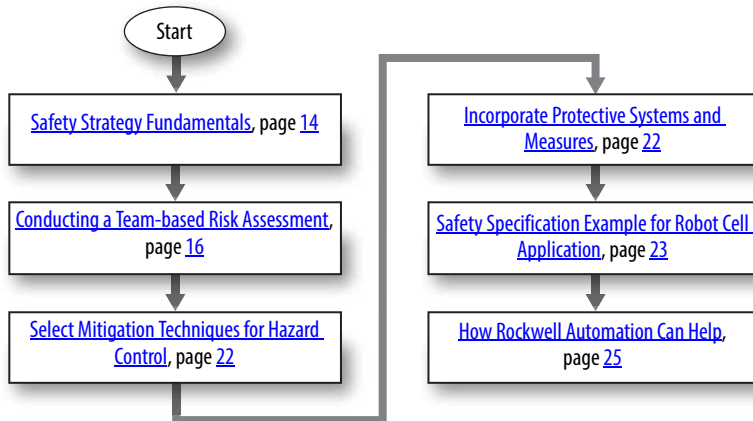 Start
Safety Strategy Fundamentals, page 14
Conducting a Team-based Risk Assessment,
page 16
Select Mitigation Techniques for Hazard
Control, page 22
Incorporate Protective Systems and
Measures, page 22
Safety Specification Example for Robot Cell
Application, page 23
How Rockwell Automation Can Help,
page 25